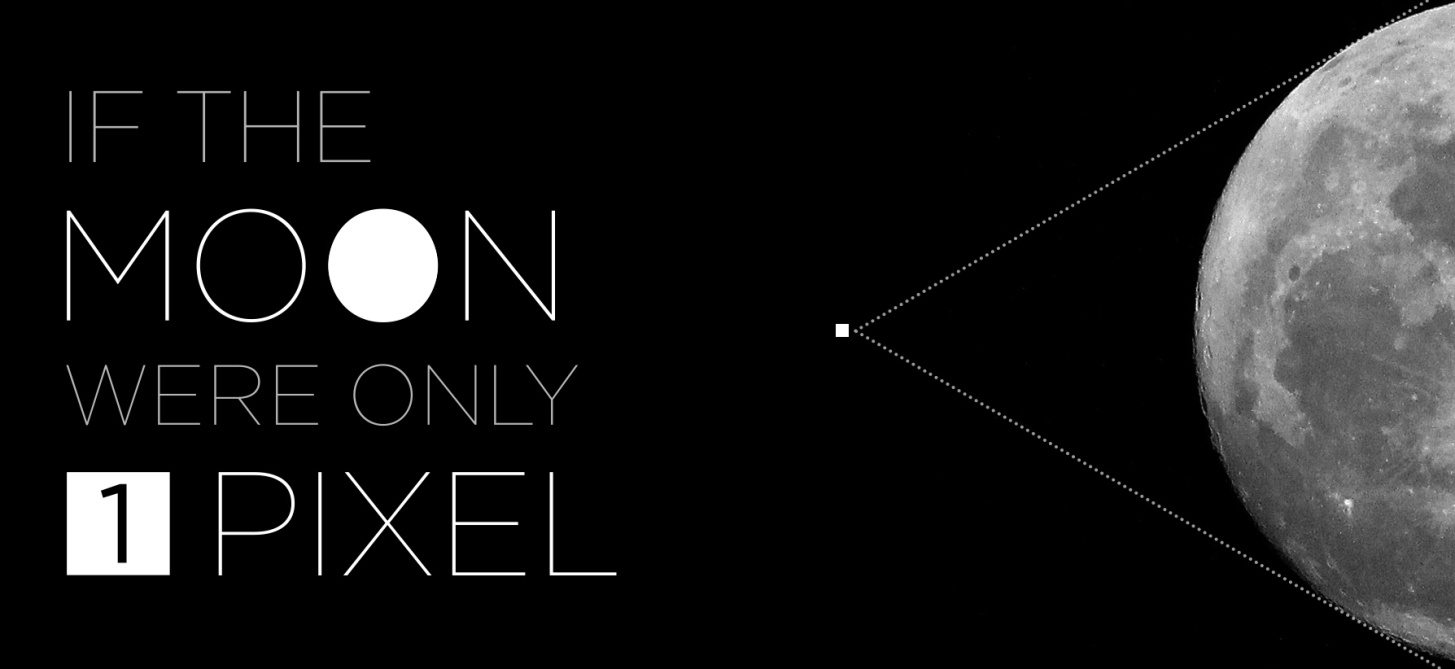 IF THE
MOON
WERE ONLY
1 PIXEL